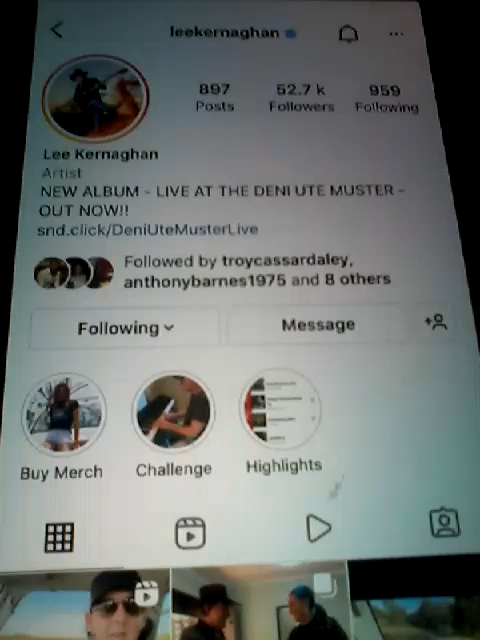 leekernaghan
897 52.7 k 959
Posts Followers Following
Lee Kernaghan
Artist
NEW ALBUM - LIVE AT THE DENI UTE MUSTER -
OUT NOW!!
snd.click/DeniUteMusterLive
Followed by troycassardaley,
anthonybarnes1975 and 8 others
Following Message
Buy Merch Challenge Highlights